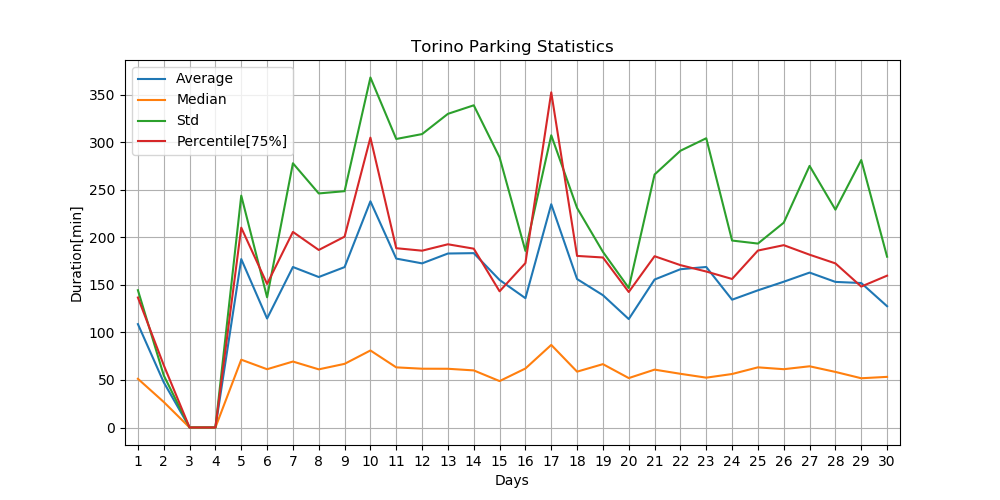 Torino Parking Statistics
Average
Median
Std
Percentile[75%]
350
300
250
200
150
100
50
0
Duration[min]
1 2 3 4 5 6 7 8 9 10 11 12 13 14 15 16 17 18 19 20 21 22 23 24 25 26 27 28 29 30
Days